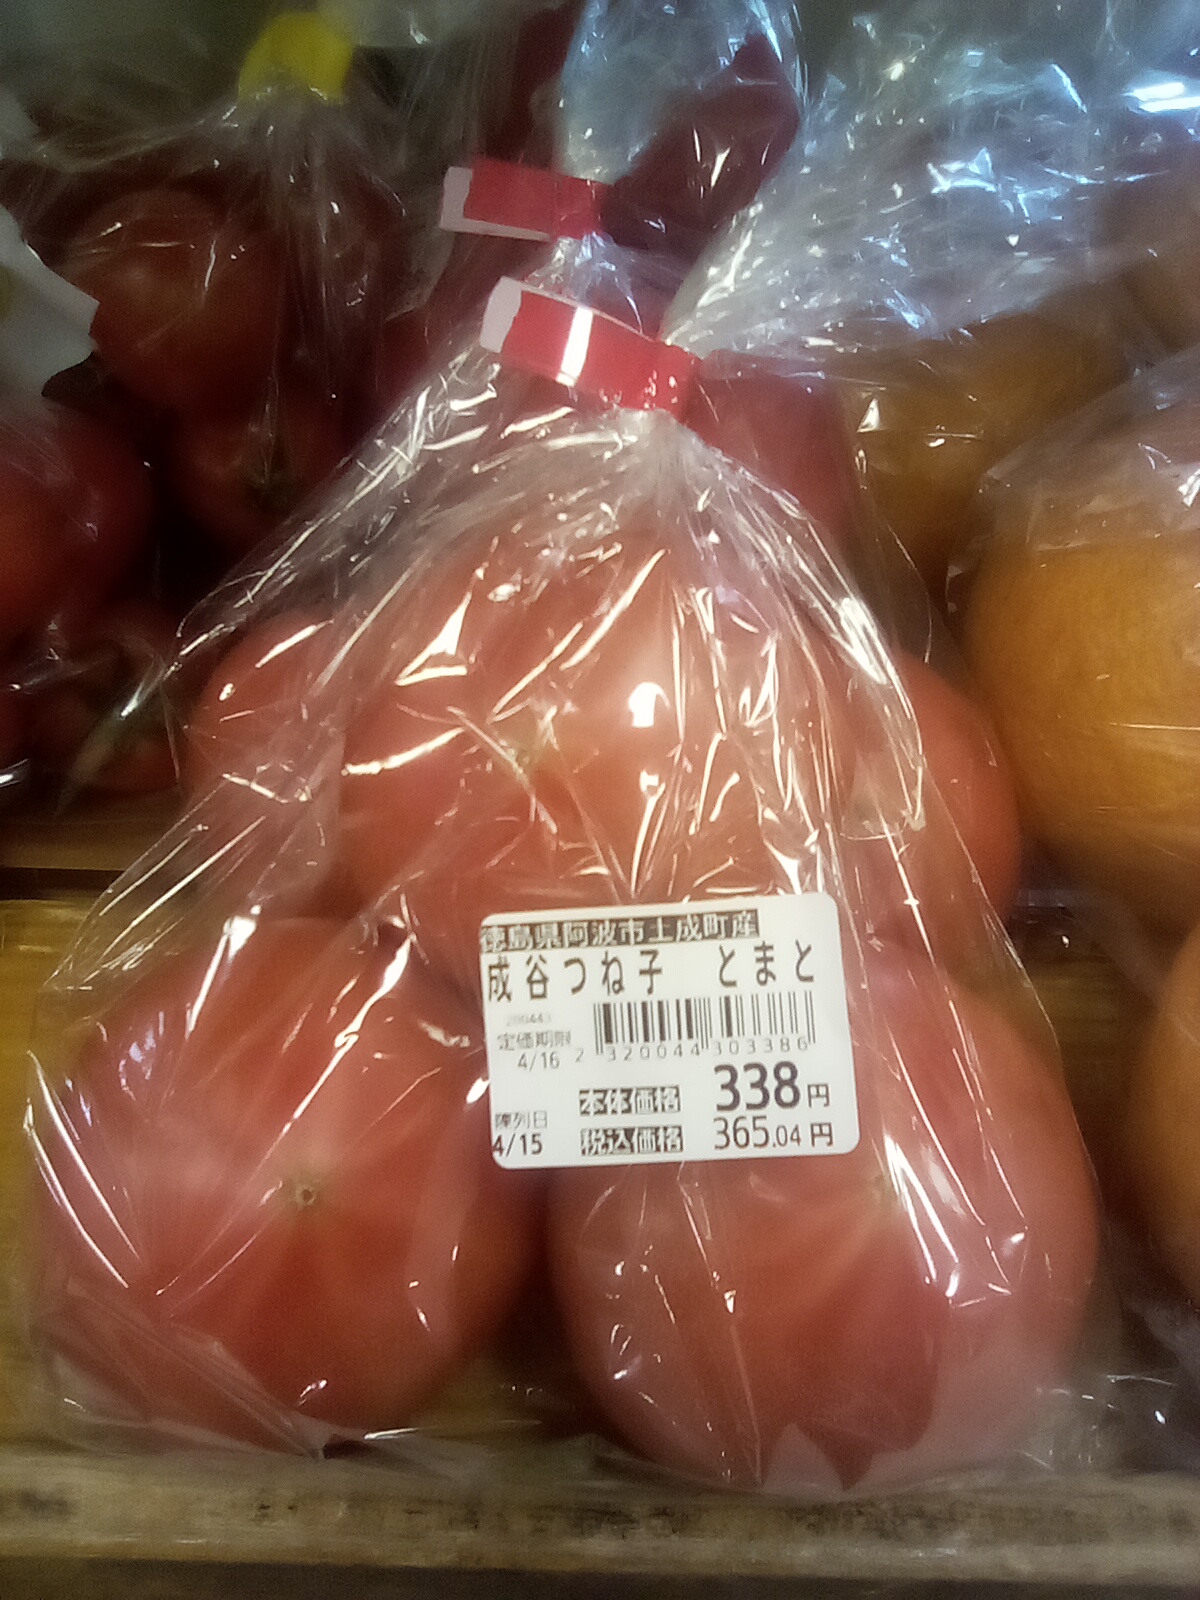 徳島県阿波市土成町産
成谷つね子 とまと
定価期限
4/16
2 320044 303386
本体価格 338円
陳列日
4/15
税込価格 365.04円